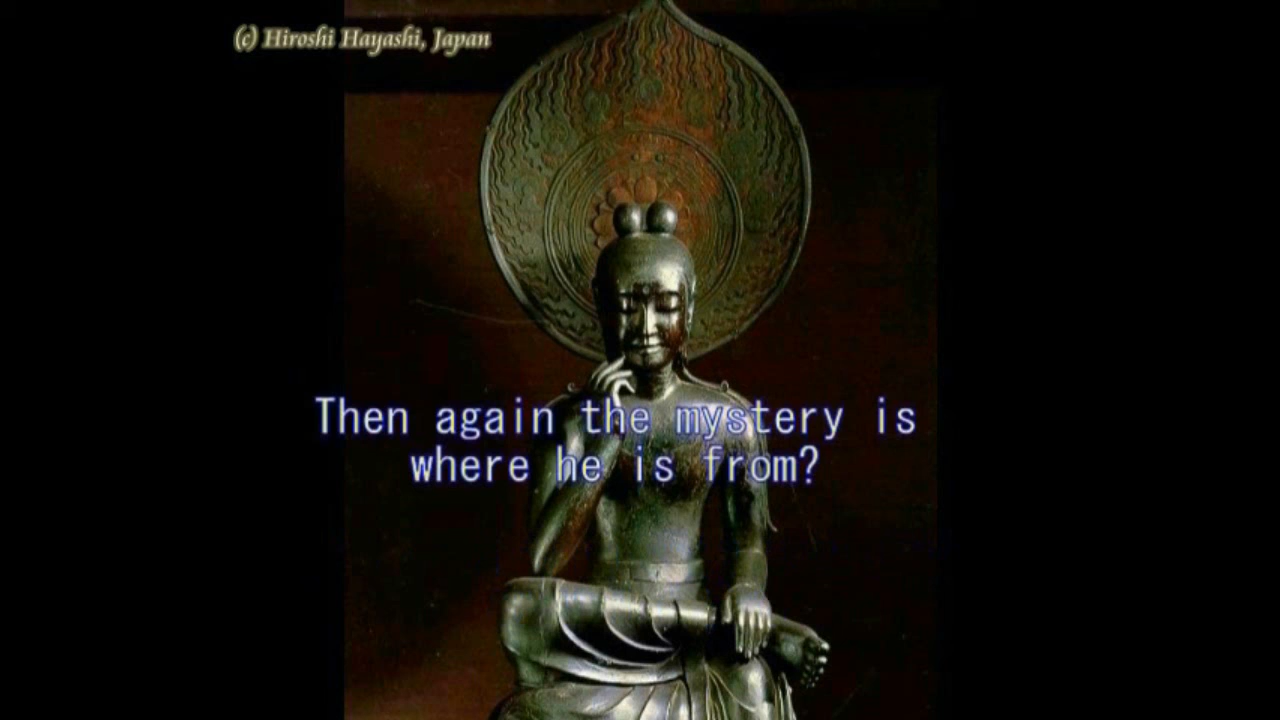 (c) Hiroshi Hayashi, Japan
Then again the mystery is
where he is from?